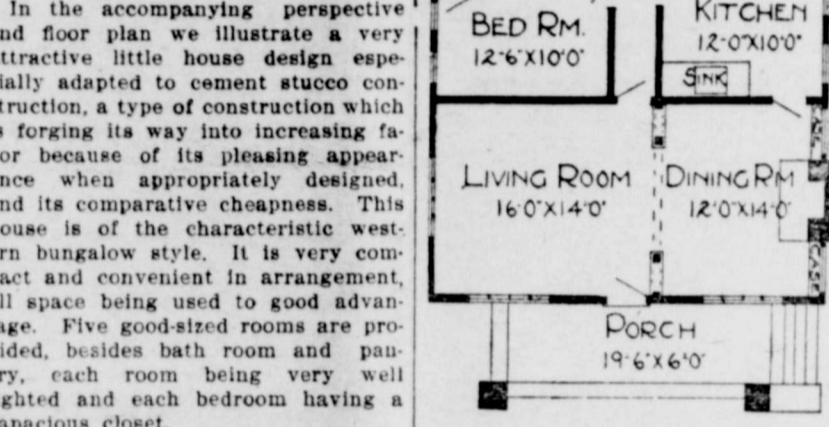 In the accompanying perspective
nd floor plan we illustrate a very
ttractive little house design espe-
ially adapted to cement stucco con-
truction, a type of construction which
s forging its way into increasing fa-
or because of its pleasing appear-
nce when appropriately designed,
nd its comparative cheapness. This
ouse is of the characteristic west-
rn bungalow style. It is very com-
act and convenient in arrangement,
ll space being used to good advan-
age. Five good-sized rooms are pro-
ided, besides bath room and pan-
ry, each room being very well
ghted and each bedroom having a
apacious closet.
BED RM.
12'-6"X10'0"
KITCHEN
12'-0"X10'0"
SINK
LIVING ROOM
16'0"X14'0"
DINING RM
12'0"X14'0"
CAS
PORCH
19'-6"X6'0"